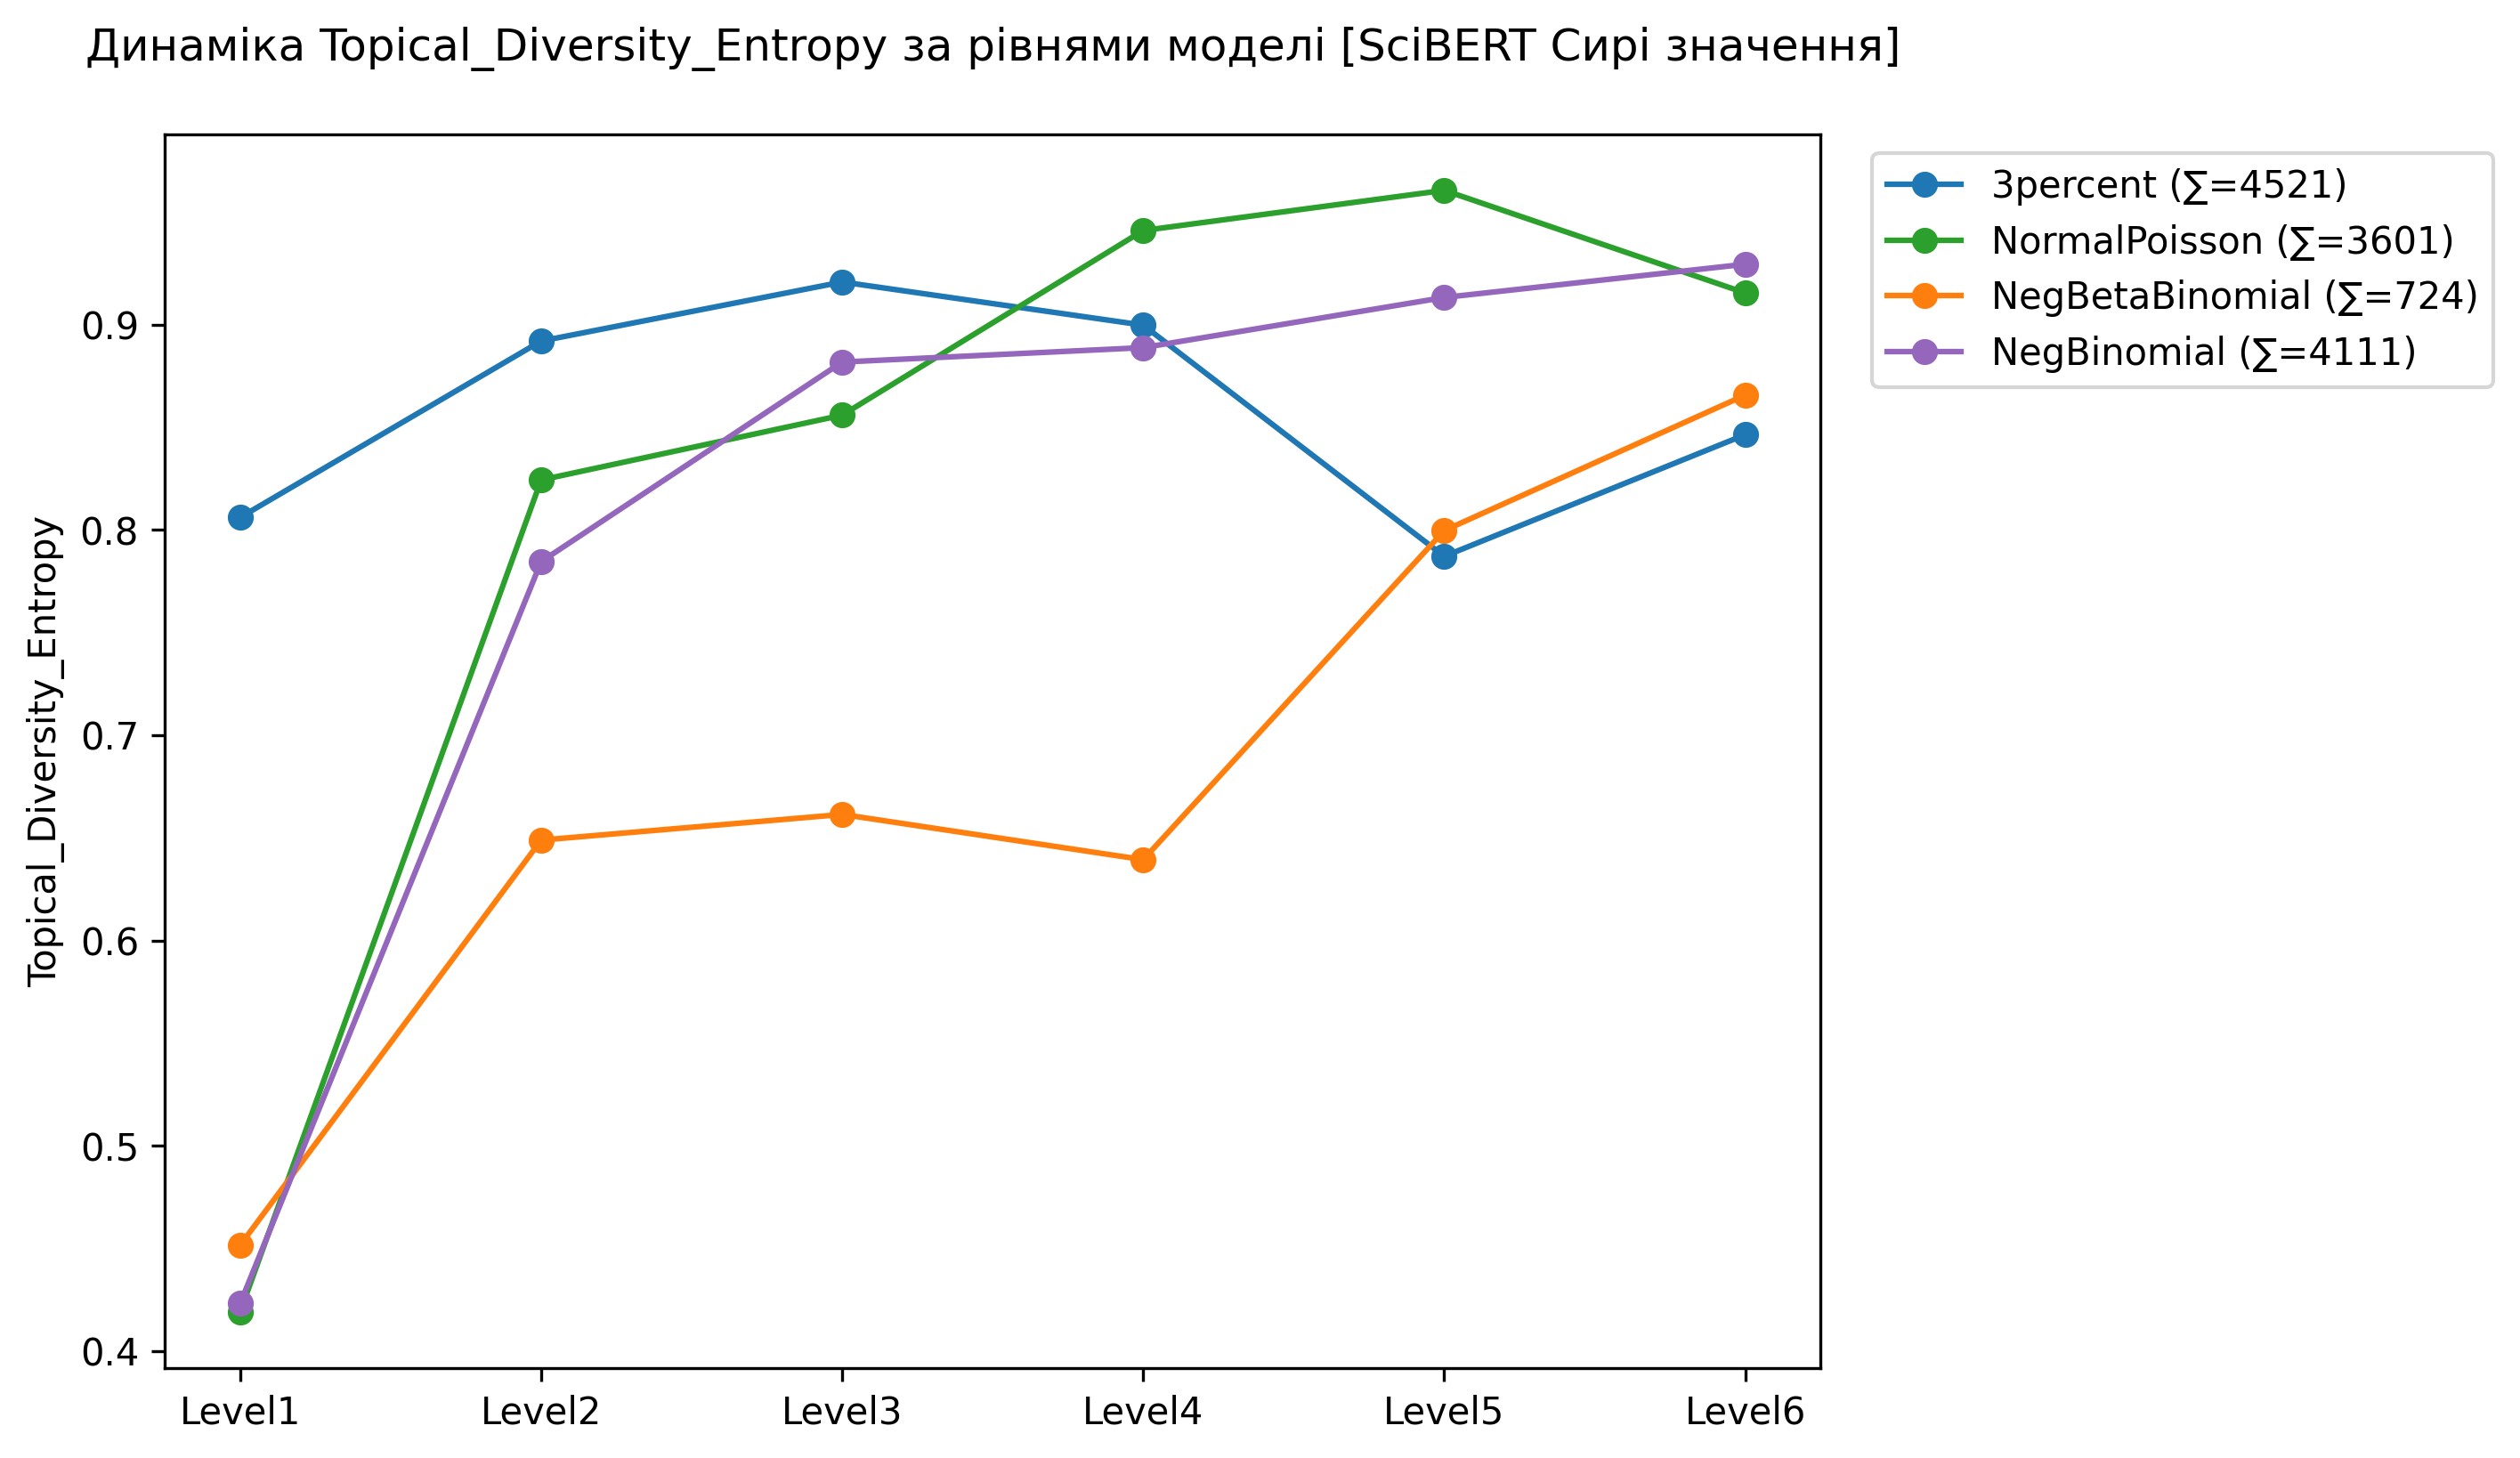 Динаміка Topical_Diversity_Entropy за рівнями моделі [SciBERT Сирі значення]
3percent (∑=4521)
NormalPoisson (∑=3601)
NegBetaBinomial (∑=724)
NegBinomial (∑=4111)
Topical_Diversity_Entropy
0.9
0.8
0.7
0.6
0.5
0.4
Level1
Level2
Level3
Level4
Level5
Level6